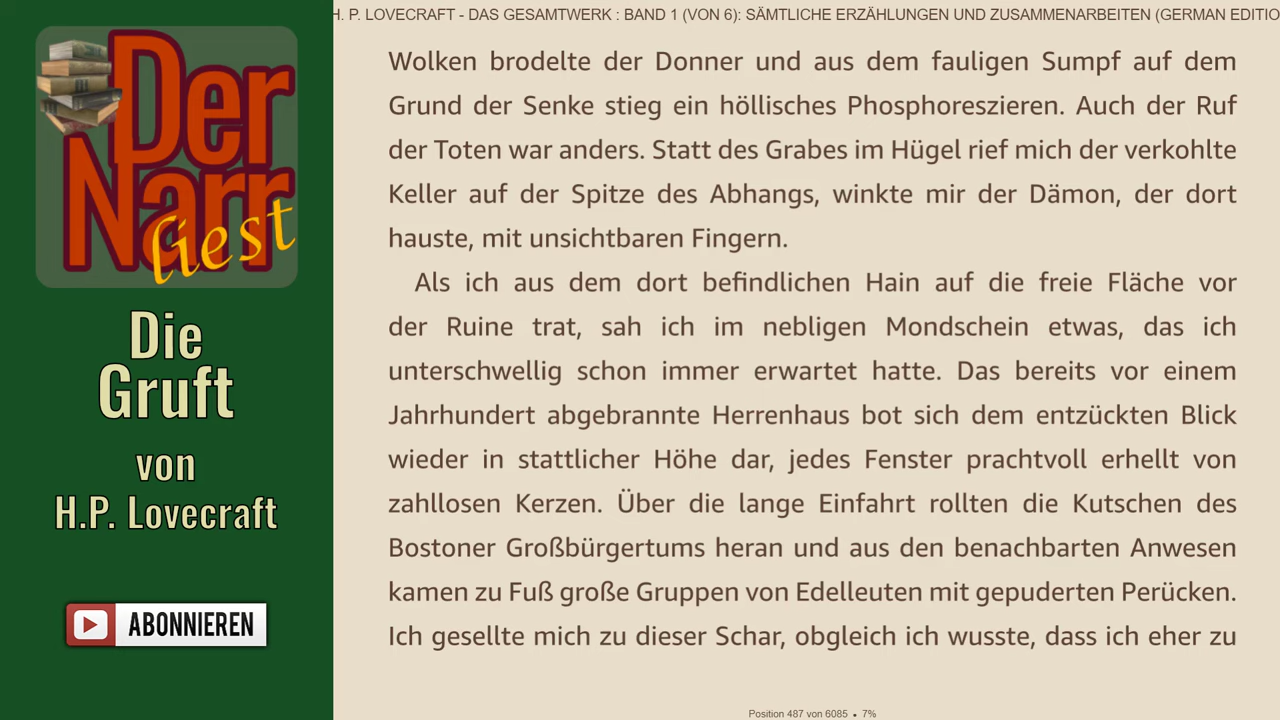 Der
Narr
liest
Die
Gruft
von
H.P. Lovecraft
ABONNIEREN
H. P. LOVECRAFT - DAS GESAMTWERK : BAND 1 (VON 6): SÄMTLICHE ERZÄHLUNGEN UND ZUSAMMENARBEITEN (GERMAN EDITIO
Wolken brodelte der Donner und aus dem fauligen Sumpf auf dem
Grund der Senke stieg ein höllisches Phosphoreszieren. Auch der Ruf
der Toten war anders. Statt des Grabes im Hügel rief mich der verkohlte
Keller auf der Spitze des Abhangs, winkte mir der Dämon, der dort
hauste, mit unsichtbaren Fingern.
Als ich aus dem dort befindlichen Hain auf die freie Fläche vor
der Ruine trat, sah ich im nebligen Mondschein etwas, das ich
unterschwellig schon immer erwartet hatte. Das bereits vor einem
Jahrhundert abgebrannte Herrenhaus bot sich dem entzückten Blick
wieder in stattlicher Höhe dar, jedes Fenster prachtvoll erhellt von
zahllosen Kerzen. Über die lange Einfahrt rollten die Kutschen des
Bostoner Großbürgertums heran und aus den benachbarten Anwesen
kamen zu Fuß große Gruppen von Edelleuten mit gepuderten Perücken.
Ich gesellte mich zu dieser Schar, obgleich ich wusste, dass ich eher zu
Position 487 von 6085 • 7%